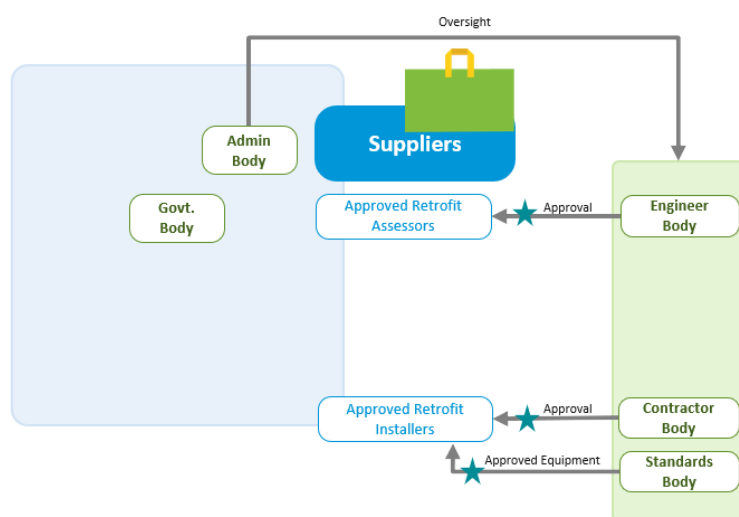 Oversight
Admin
Body
Suppliers
Govt.
Body
Approved Retrofit
Assessors
Approval
Engineer
Body
Approved Retrofit
Installers
Approval
Contractor
Body
Approved Equipment
Standards
Body